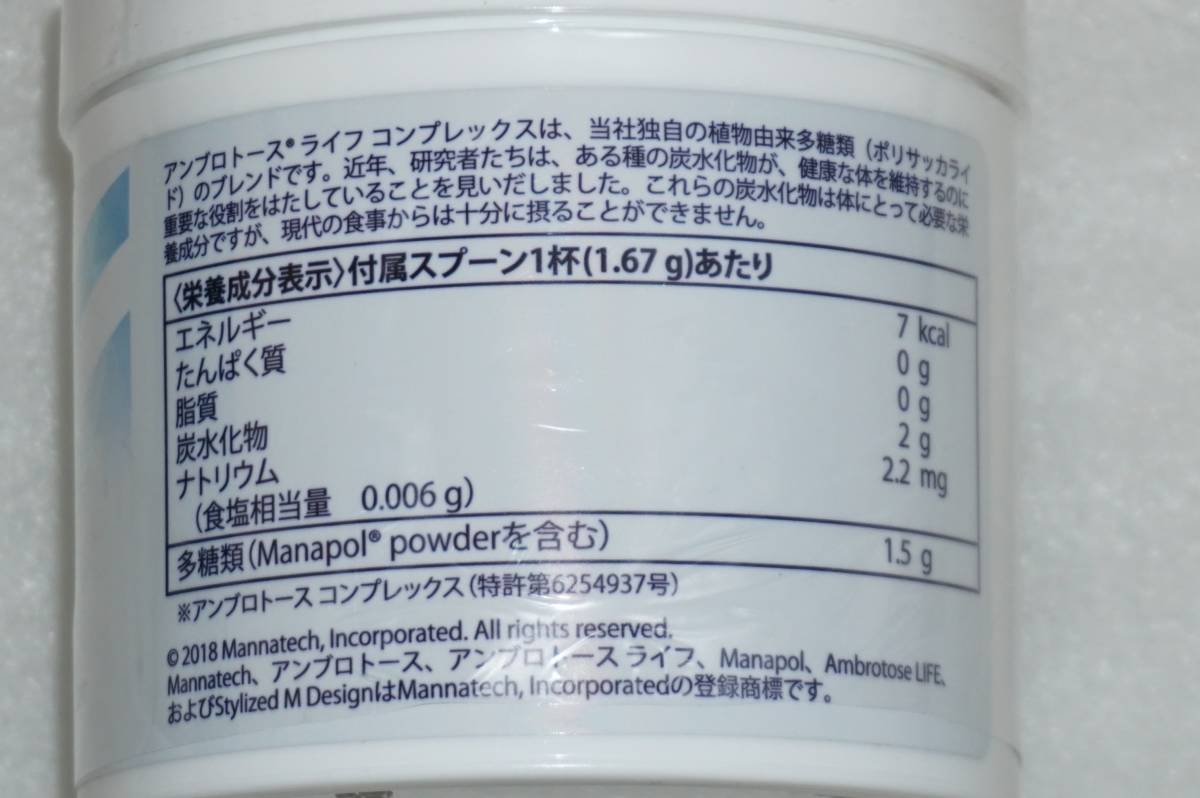 アンブロトース® ライフ コンプレックスは、当社独自の植物由来多糖類（ポリサッカライ
ド）のブレンドです。近年、研究者たちは、ある種の炭水化物が、健康な体を維持するのに
重要な役割をはたしていることを見いだしました。これらの炭水化物は体にとって必要な栄
養成分ですが、現代の食事からは十分に摂ることができません。
〈栄養成分表示〉付属スプーン1杯(1.67 g)あたり
エネルギー 7 kcal
たんぱく質 0 g
脂質 0 g
炭水化物 2 g
ナトリウム 2.2 mg
（食塩相当量 0.006 g）
多糖類（Manapol® powderを含む） 1.5 g
※アンブロトース コンプレックス（特許第6254937号）
© 2018 Mannatech, Incorporated. All rights reserved.
Mannatech、アンブロトース、アンブロトース ライフ、Manapol、Ambrotose LIFE、
およびStylized M DesignはMannatech, Incorporatedの登録商標です。